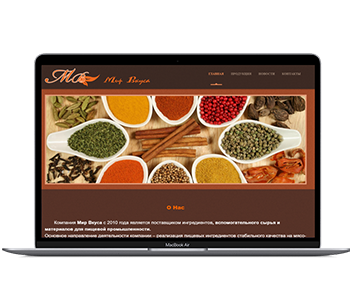 Мв Мир Вкуса
ГЛАВНАЯ ПРОДУКЦИЯ НОВОСТИ КОНТАКТЫ
О Нас
Компания Мир Вкуса с 2010 года является поставщиком ингредиентов, вспомогательного сырья и
материалов для пищевой промышленности.
Основное направление деятельности компании – реализация пищевых ингредиентов стабильного качества на мясо-
MacBook Air